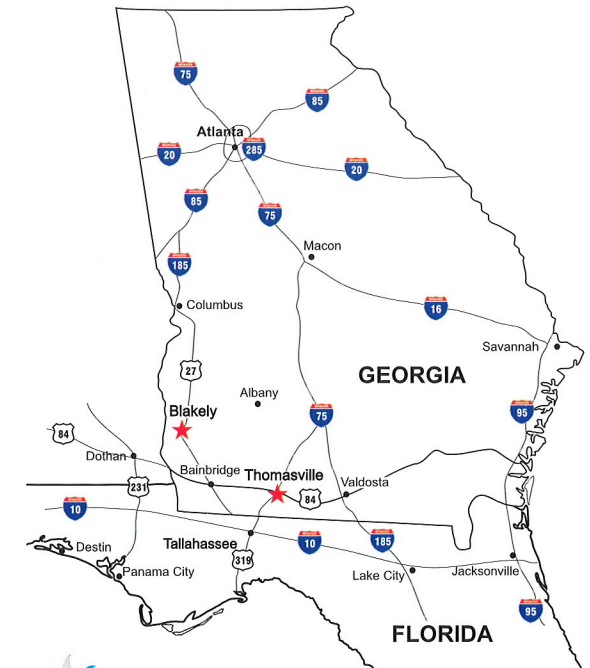 75
85
Atlanta
20
285
20
85
75
Macon
185
Columbus
16
Savannah
27
GEORGIA
Albany
Blakely
75
95
84
Dothan
Bainbridge
Thomasville
231
84
Valdosta
10
Tallahassee
10
185
Destin
319
Panama City
Lake City
Jacksonville
95
FLORIDA